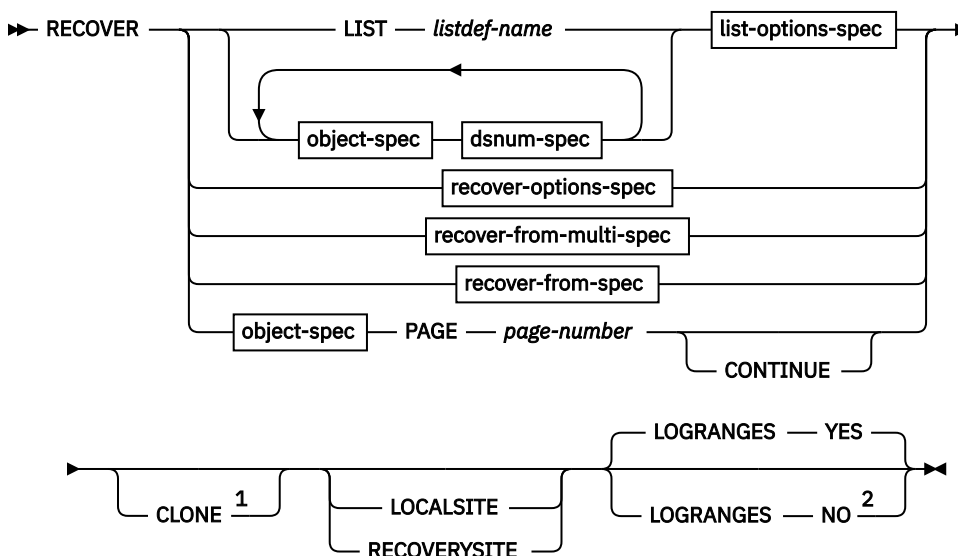 RECOVER LIST listdef-name list-options-spec
object-spec dsnum-spec
recover-options-spec
recover-from-multi-spec
recover-from-spec
object-spec PAGE page-number
CONTINUE
LOGRANGES YES
CLONE 1 LOCALSITE LOGRANGES NO 2
RECOVERYSITE